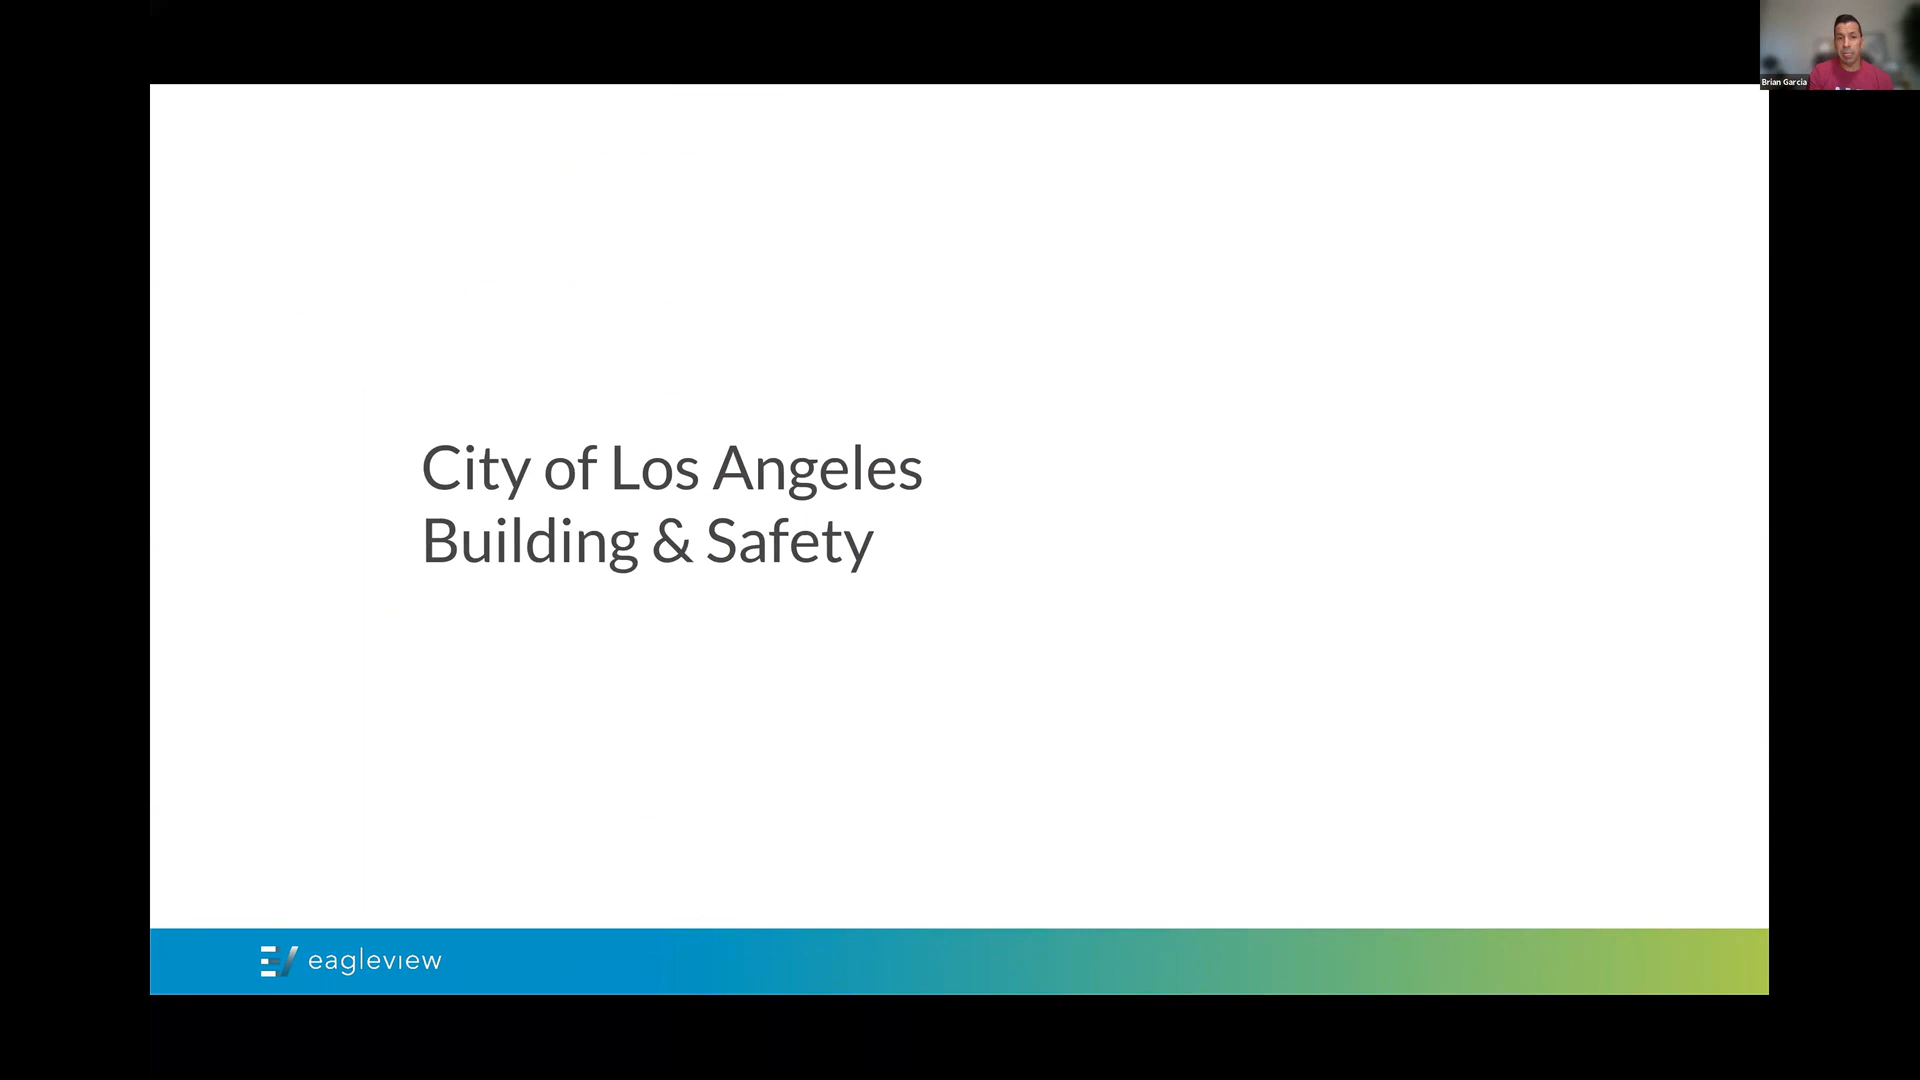 Brian Garcia
City of Los Angeles
Building & Safety
eagleview